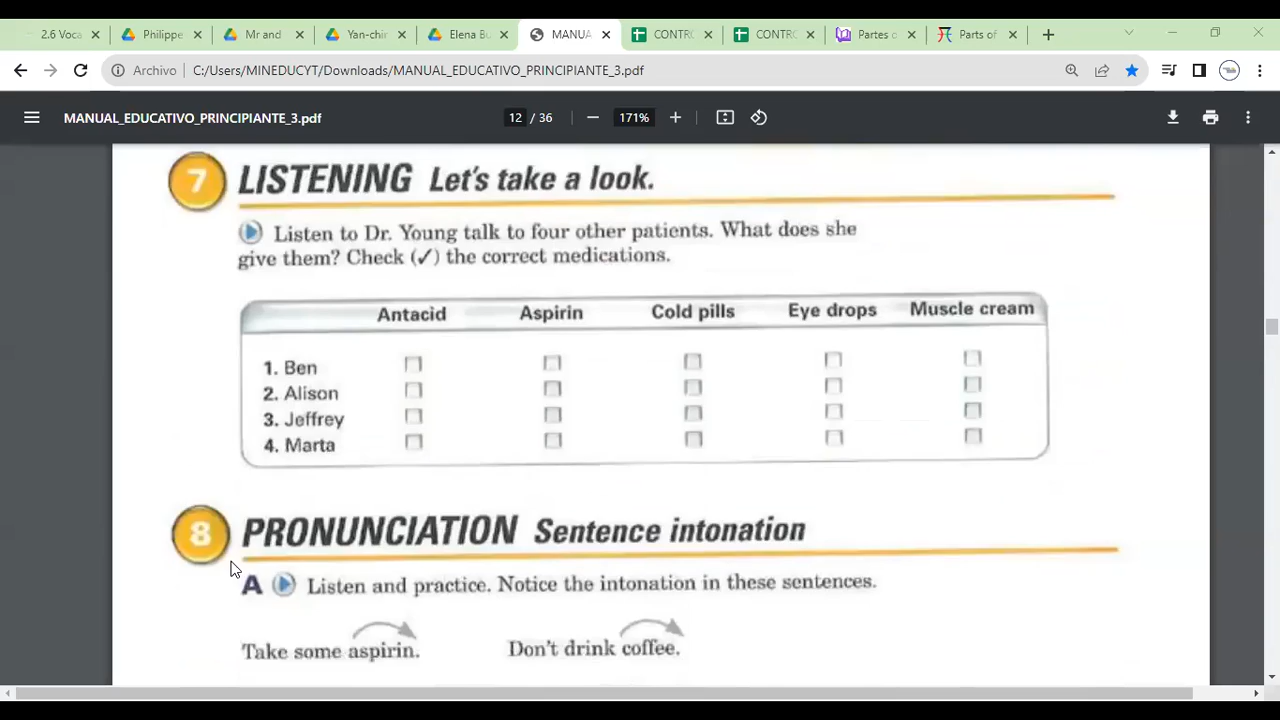 2.6 Voca
Philippe
Mr and
Yan-chir
Elena Bu
MANUA
CONTRO
CONTRO
Partes o
Parts of
Archivo
C:/Users/MINEDUCYT/Downloads/MANUAL_EDUCATIVO_PRINCIPIANTE_3.pdf
MANUAL_EDUCATIVO_PRINCIPIANTE_3.pdf
12 / 36
171%
7 LISTENING Let's take a look.
Listen to Dr. Young talk to four other patients. What does she
give them? Check (✓) the correct medications.
Antacid Aspirin Cold pills Eye drops Muscle cream
1. Ben
2. Alison
3. Jeffrey
4. Marta
8 PRONUNCIATION Sentence intonation
A Listen and practice. Notice the intonation in these sentences.
Take some aspirin. Don't drink coffee.